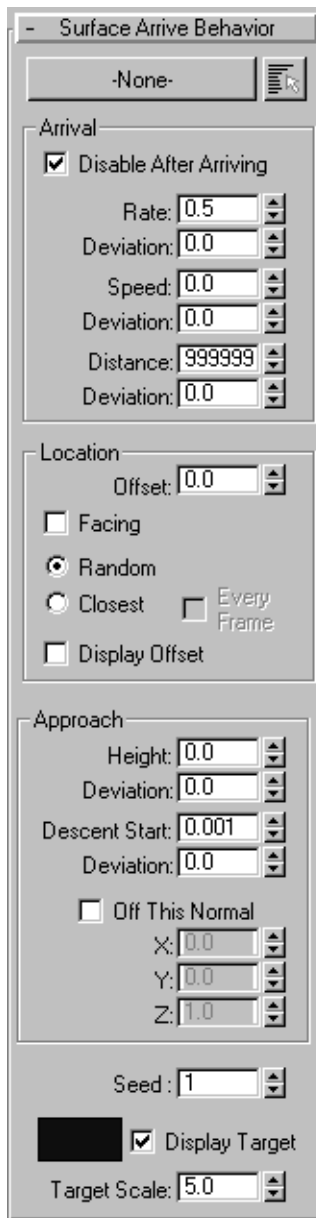 - Surface Arrive Behavior
-None-
Arrival
Disable After Arriving
Rate: 0.5
Deviation: 0.0
Speed: 0.0
Deviation: 0.0
Distance: 999999
Deviation: 0.0
Location
Offset: 0.0
Facing
Random
Closest Every
Frame
Display Offset
Approach
Height: 0.0
Deviation: 0.0
Descent Start: 0.001
Deviation: 0.0
Off This Normal
X: 0.0
Y: 0.0
Z: 1.0
Seed : 1
Display Target
Target Scale: 5.0